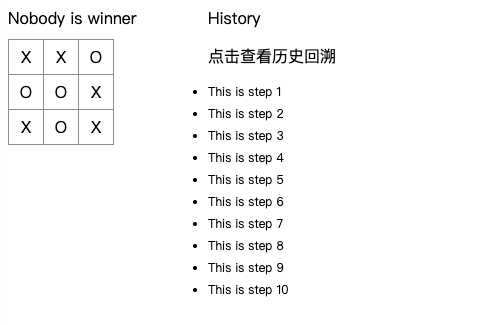 Nobody is winner
X X O
O O X
X O X
History
点击查看历史回溯
This is step 1
This is step 2
This is step 3
This is step 4
This is step 5
This is step 6
This is step 7
This is step 8
This is step 9
This is step 10